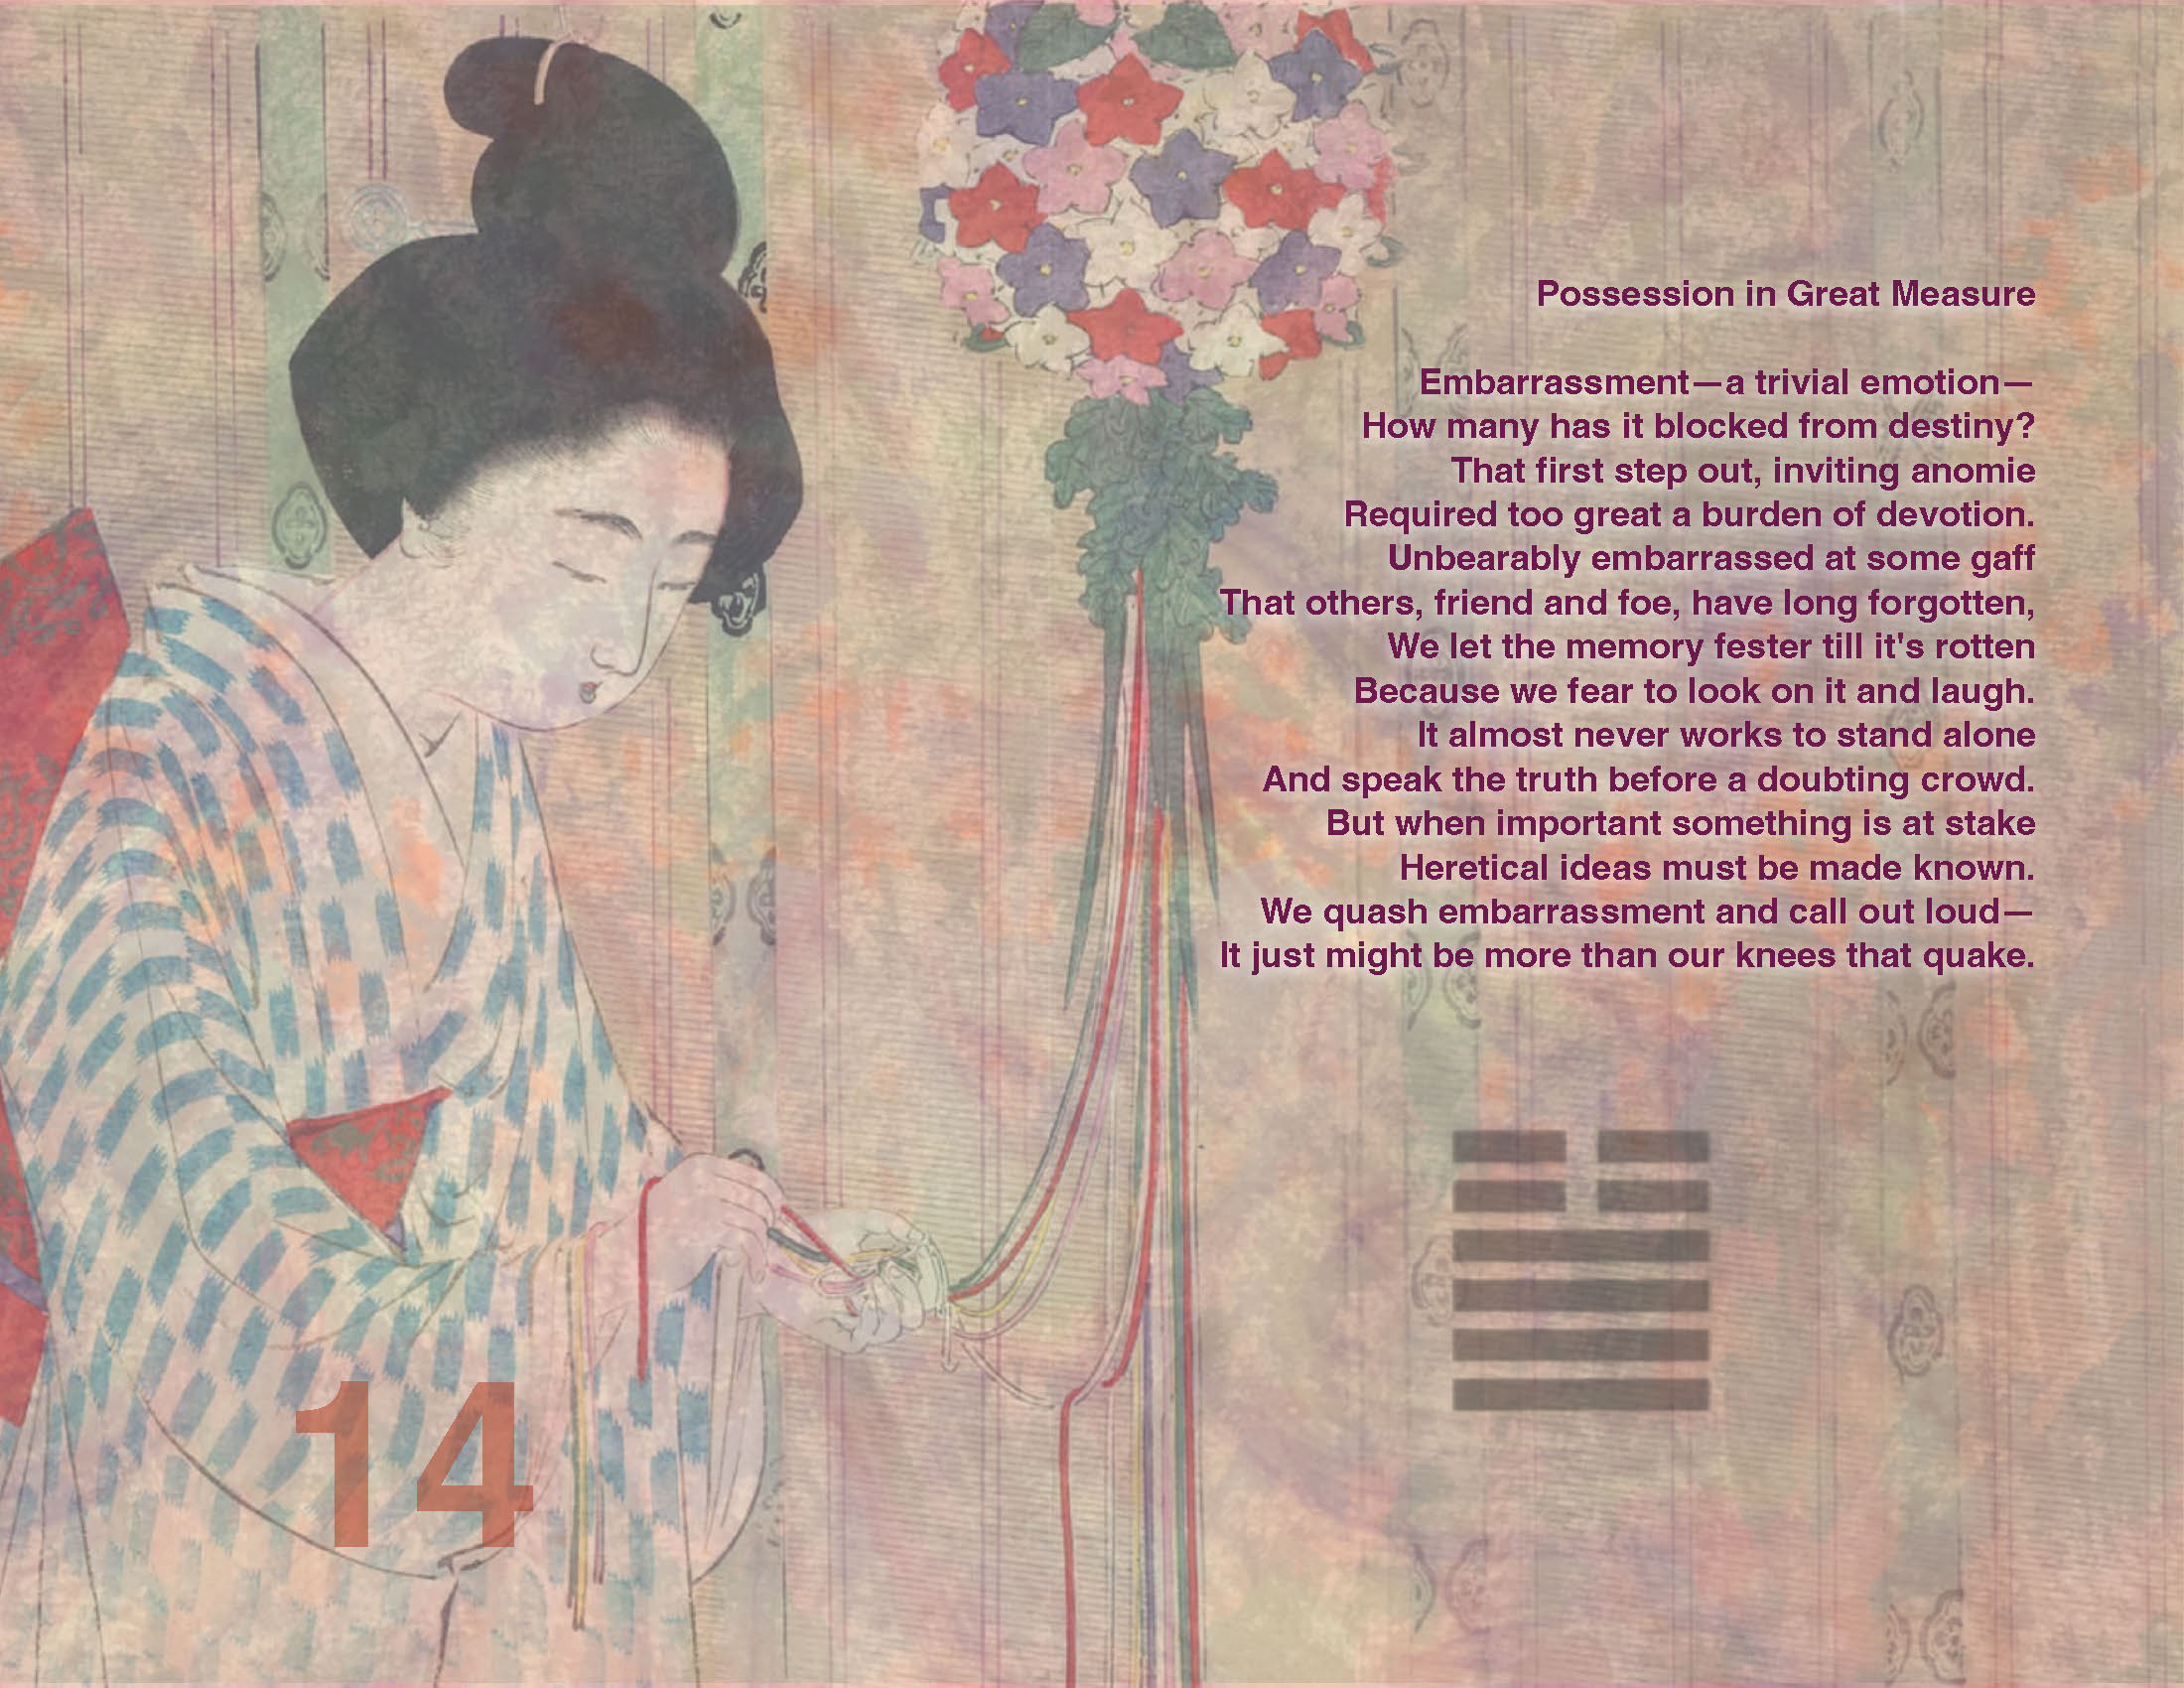 Possession in Great Measure
Embarrassment—a trivial emotion—
How many has it blocked from destiny?
That first step out, inviting anomie
Required too great a burden of devotion.
Unbearably embarrassed at some gaff
That others, friend and foe, have long forgotten,
We let the memory fester till it's rotten
Because we fear to look on it and laugh.
It almost never works to stand alone
And speak the truth before a doubting crowd.
But when important something is at stake
Heretical ideas must be made known.
We quash embarrassment and call out loud—
It just might be more than our knees that quake.
14